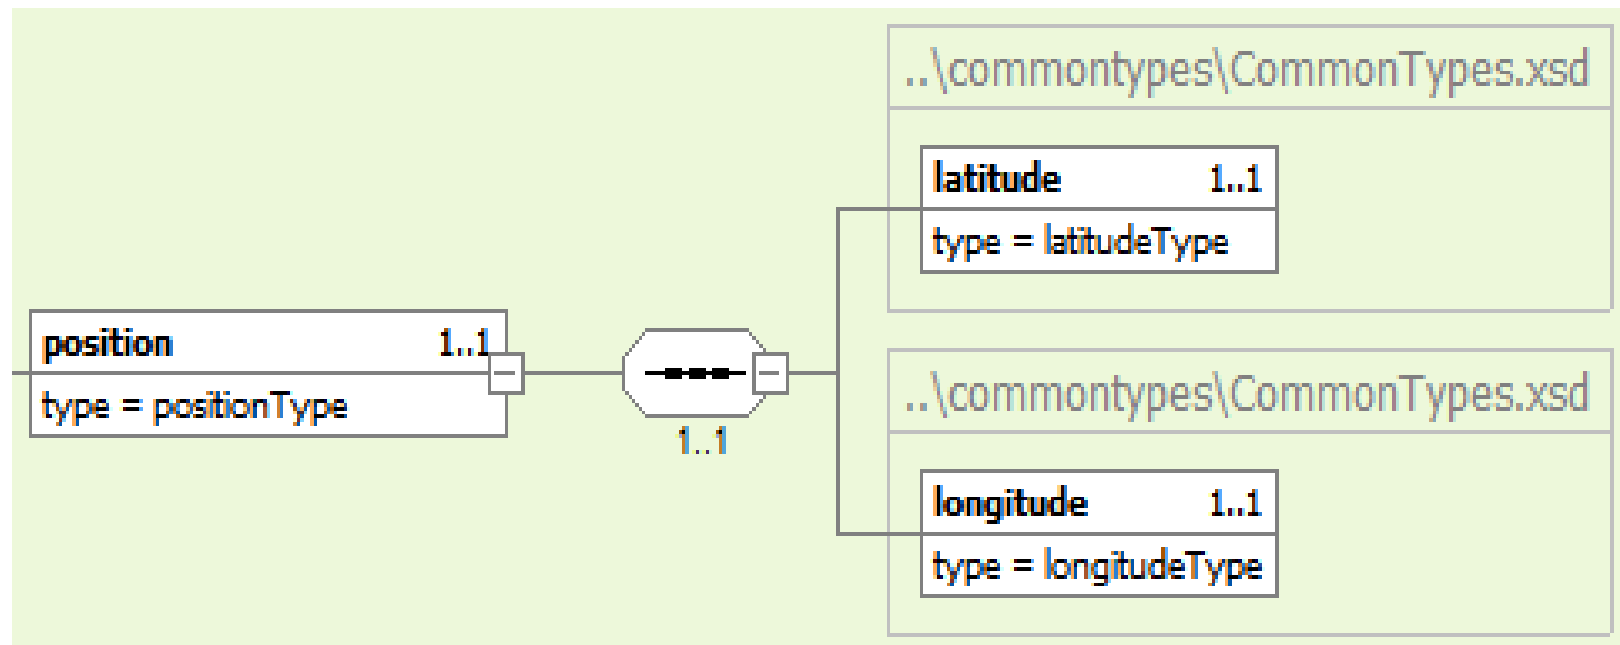 ..\commontypes\CommonTypes.xsd
latitude 1..1
type = latitudeType
position 1..1
type = positionType
1..1
..\commontypes\CommonTypes.xsd
longitude 1..1
type = longitudeType